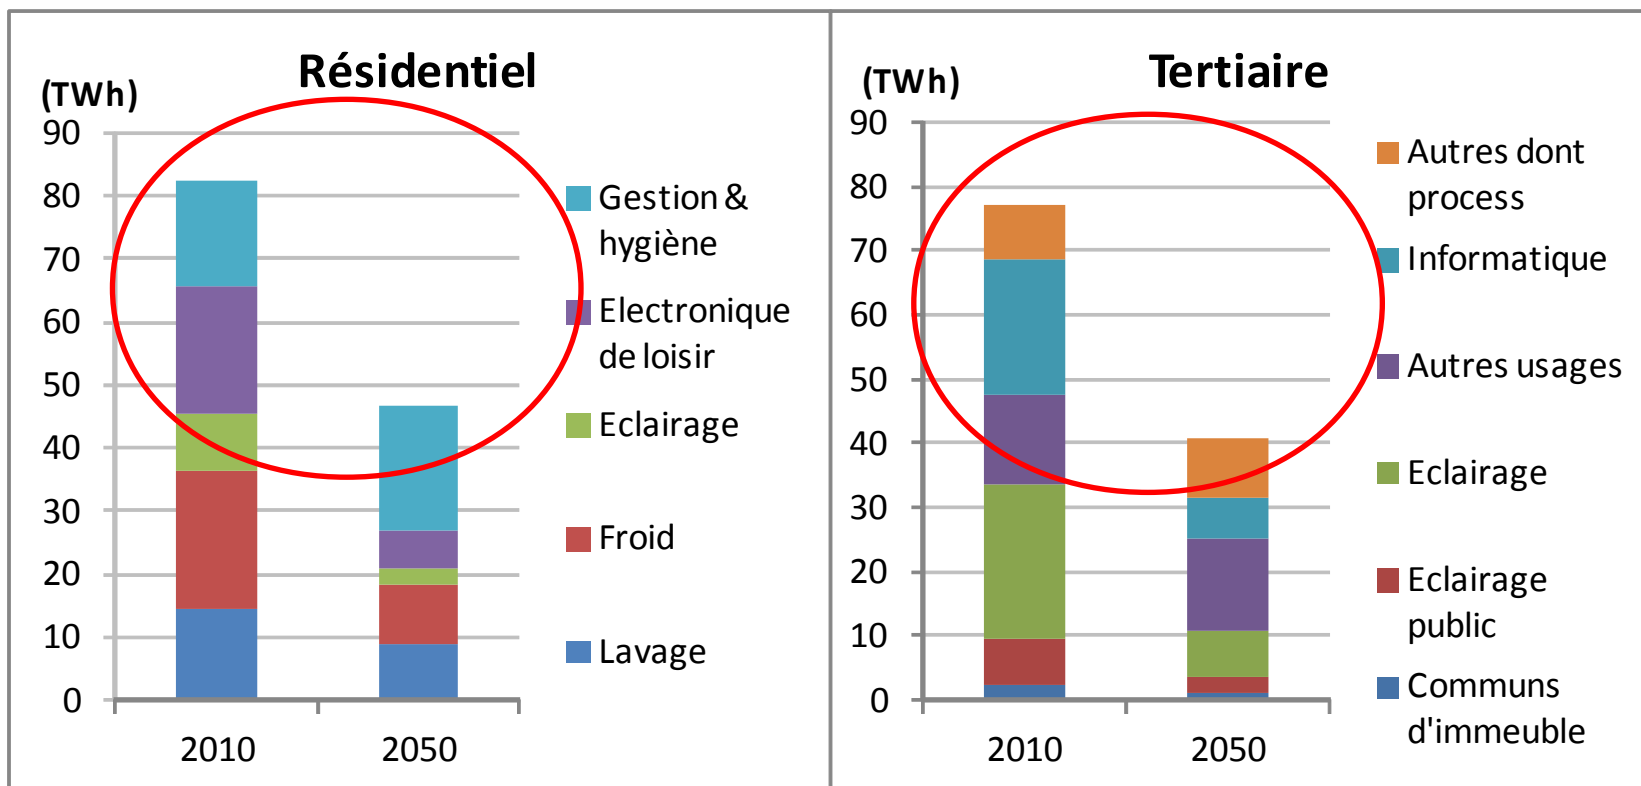 Résidentiel
(TWh)
90
80
70
60
50
40
30
20
10
0
2010
2050
Gestion &
hygiène
Electronique
de loisir
Eclairage
Froid
Lavage
Tertiaire
(TWh)
90
80
70
60
50
40
30
20
10
0
2010
2050
Autres dont
process
Informatique
Autres usages
Eclairage
Eclairage
public
Communs
d'immeuble